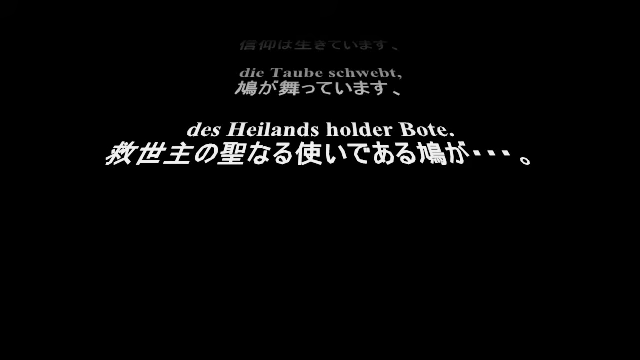 信仰は生きています、
die Taube schwebt,
鳩が舞っています、
des Heilands holder Bote.
救世主の聖なる使いである鳩が・・・。